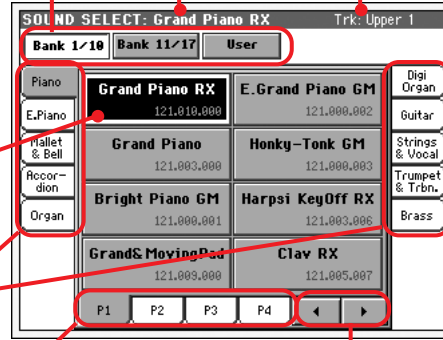 SOUND SELECT: Grand Piano RX Trk: Upper 1
Bank 1/10 Bank 11/17 User
Piano
E.Piano
Mallet
& Bell
Accor-
dion
Organ
Grand Piano RX
121.010.000
E.Grand Piano GM
121.000.002
Grand Piano
121.003.000
Honky-Tonk GM
121.000.003
Bright Piano GM
121.000.001
Harpsi KeyOff RX
121.003.006
Grand&MovingPad
121.009.000
Clav RX
121.005.007
Digi
Organ
Guitar
Strings
& Vocal
Trumpet
& Trbn.
Brass
P1 P2 P3 P4